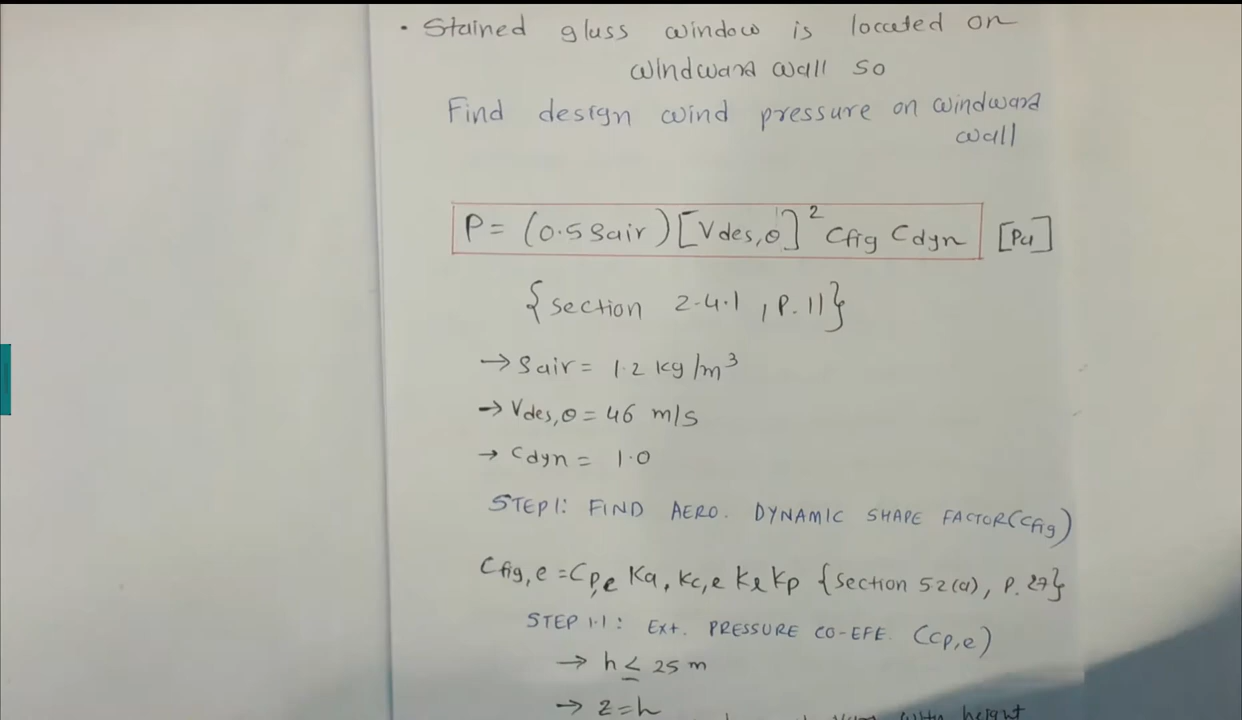 • Stained glass window is located on
windward wall so
Find design wind pressure on windward
wall
P = (0.5 ρair) [Vdes,θ]² Cfig Cdyn [Pa]
{section 2.4.1, P.11}
→ ρair = 1.2 kg/m³
→ Vdes,θ = 46 m/s
→ Cdyn = 1.0
STEP1: FIND AERO. DYNAMIC SHAPE FACTOR(Cfig)
Cfig,e = Cp,e Ka, Kc,e Kl Kp {section 5.2(a), P.27}
STEP 1.1: EXT. PRESSURE CO-EFE. (Cp,e)
→ h ≤ 25 m
→ z=h
height